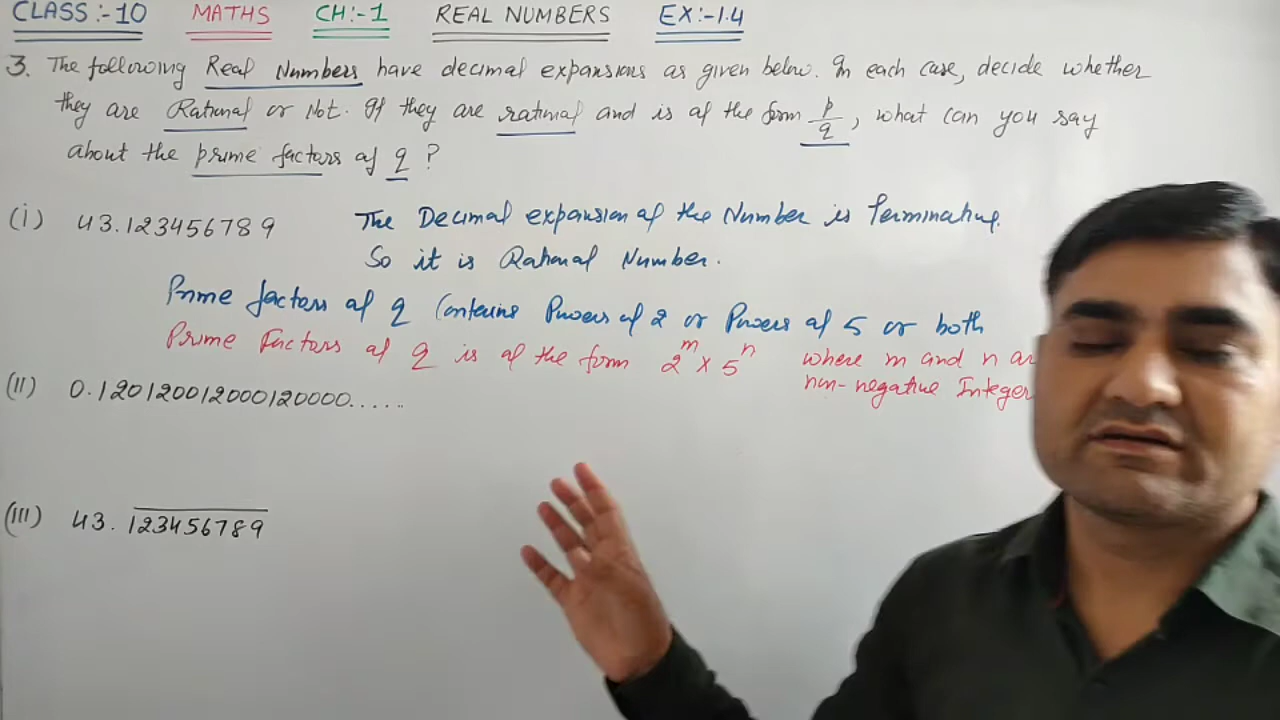 CLASS :- 10 MATHS CH:-1 REAL NUMBERS EX:-1.4
3. The following Real Numbers have decimal expansions as given below. In each case, decide whether
they are Rational or Not. If they are rational and is of the form p/q, what can you say
about the prime factors of q ?
(i) 43.123456789 The Decimal expansion of the Number is Terminating.
So it is Rational Number.
Prime factors of q Contains Powers of 2 or Powers of 5 or both
Prime Factors of q is of the form 2^m × 5^n where m and n ar
non-negative Integer
(II) 0.120120012000120000......
(III) 43.\overline{123456789}